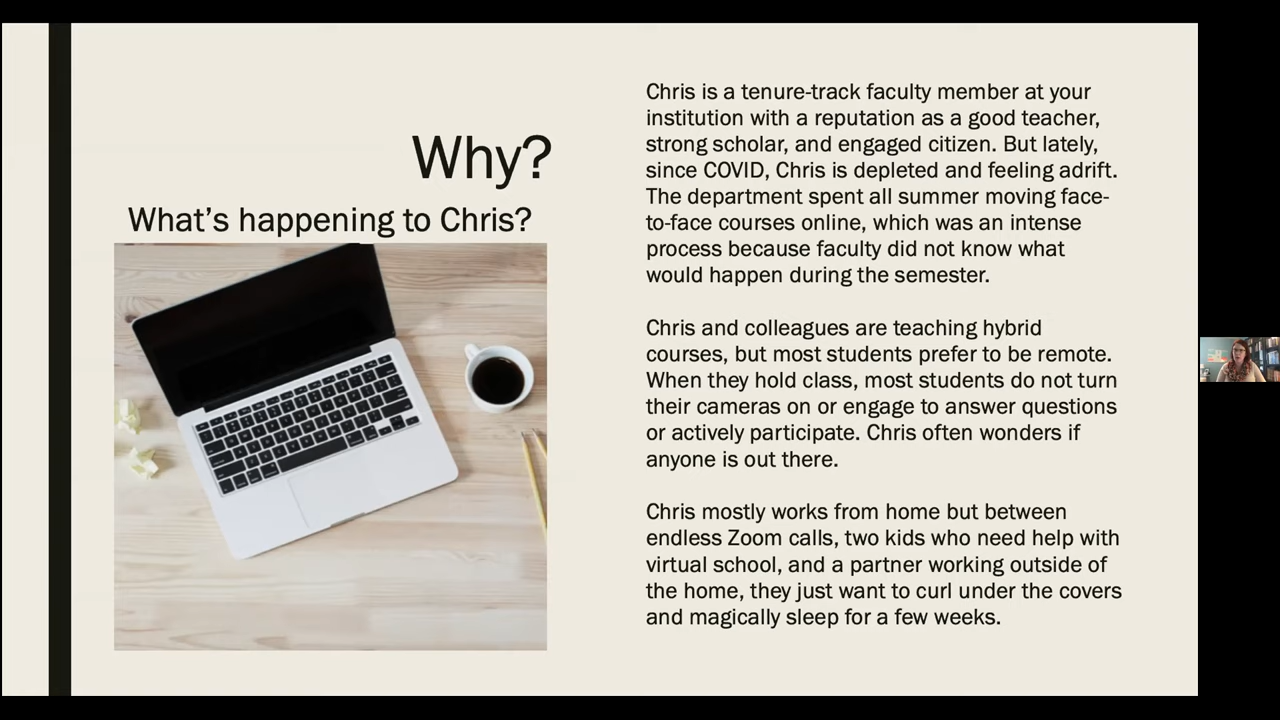 Why?
What's happening to Chris?
Chris is a tenure-track faculty member at your
institution with a reputation as a good teacher,
strong scholar, and engaged citizen. But lately,
since COVID, Chris is depleted and feeling adrift.
The department spent all summer moving face-
to-face courses online, which was an intense
process because faculty did not know what
would happen during the semester.
Chris and colleagues are teaching hybrid
courses, but most students prefer to be remote.
When they hold class, most students do not turn
their cameras on or engage to answer questions
or actively participate. Chris often wonders if
anyone is out there.
Chris mostly works from home but between
endless Zoom calls, two kids who need help with
virtual school, and a partner working outside of
the home, they just want to curl under the covers
and magically sleep for a few weeks.